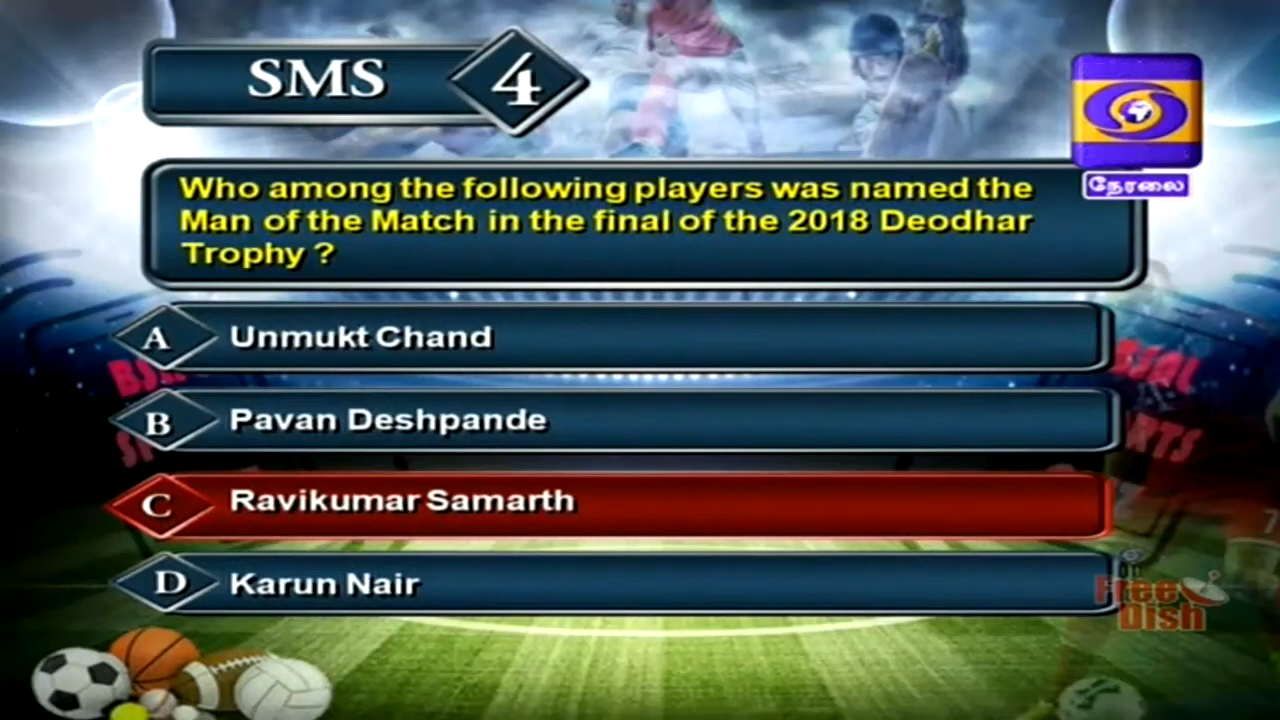 SMS 4
நேரலை
Who among the following players was named the
Man of the Match in the final of the 2018 Deodhar
Trophy ?
A Unmukt Chand
B Pavan Deshpande
C Ravikumar Samarth
D Karun Nair
on
Free
Dish